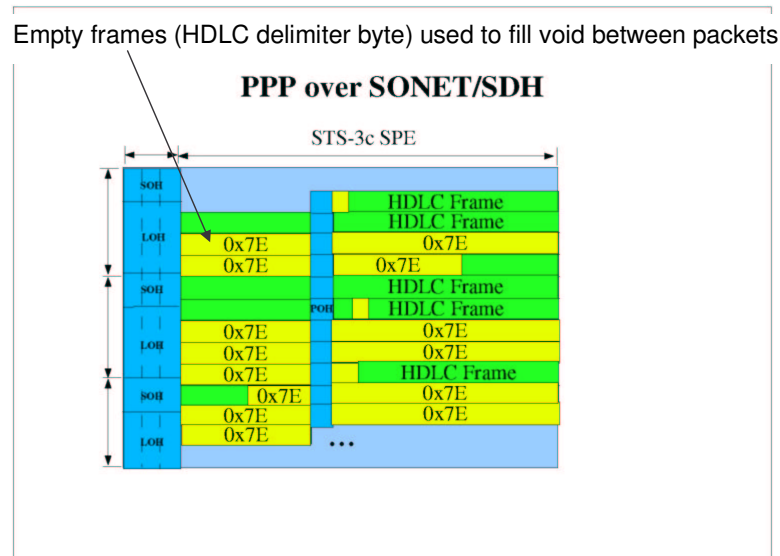 Empty frames (HDLC delimiter byte) used to fill void between packets
PPP over SONET/SDH
STS-3c SPE
SOH
HDLC Frame
HDLC Frame
LOH
0x7E
0x7E
0x7E
0x7E
SOH
HDLC Frame
POH
HDLC Frame
LOH
0x7E
0x7E
0x7E
0x7E
0x7E
HDLC Frame
SOH
0x7E
0x7E
0x7E
0x7E
LOH
0x7E
...